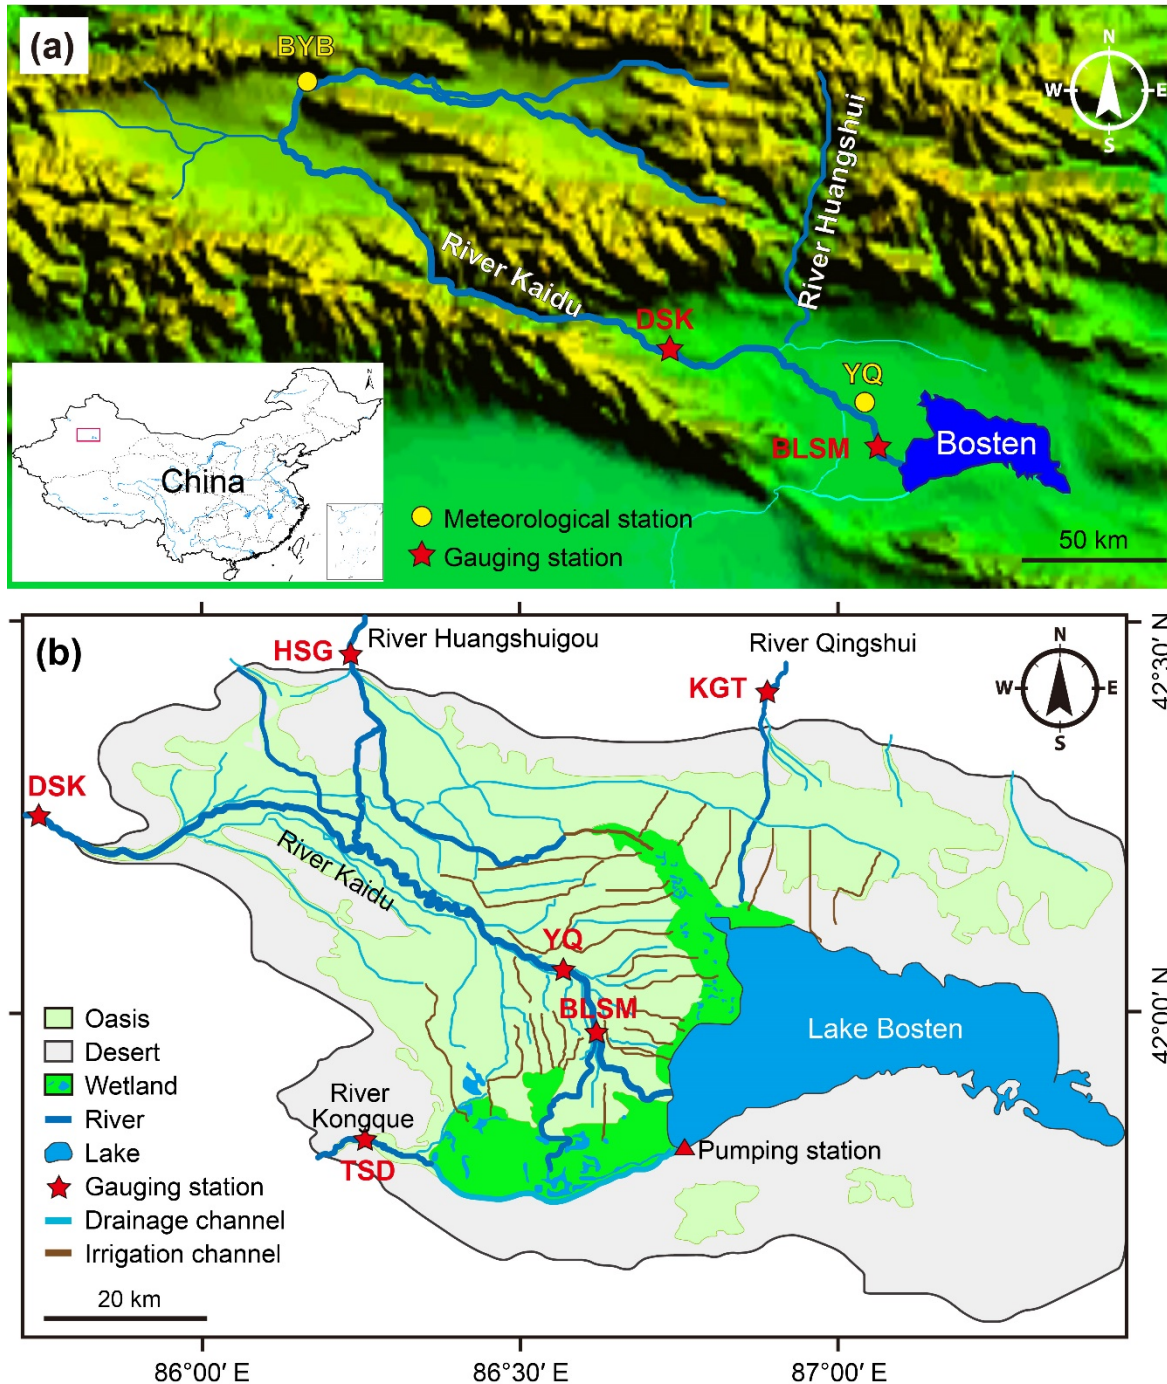 (a)
BYB
N
W
E
S
River Huangshui
River Kaidu
DSK
YQ
BLSM
Bosten
N
China
Meteorological station
Gauging station
50 km
(b)
HSG
River Huangshuigou
River Qingshui
KGT
N
W
E
S
42°30′ N
DSK
River Kaidu
YQ
BLSM
Lake Bosten
42°00′ N
Oasis
Desert
Wetland
River
Lake
Gauging station
Drainage channel
Irrigation channel
River
Kongque
TSD
Pumping station
20 km
86°00′ E
86°30′ E
87°00′ E